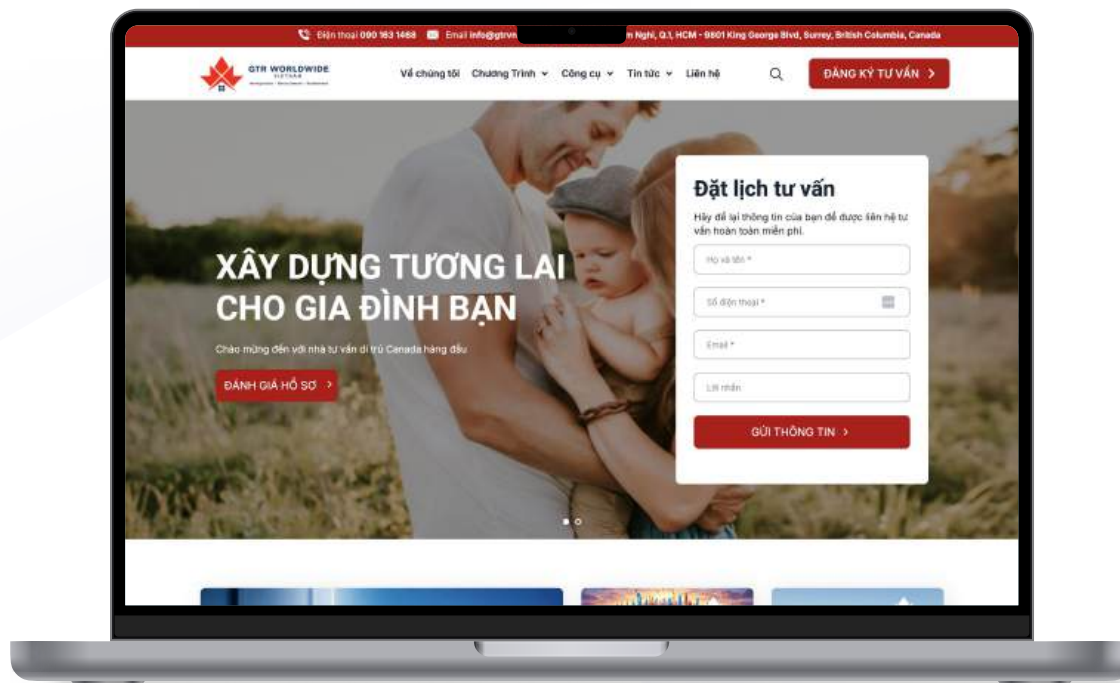 Điện thoại 090 163 1468 Email info@gtrvn
m Nghi, Q.1, HCM - 9801 King George Blvd, Surrey, British Columbia, Canada
GTR WORLDWIDE
VIETNAM
Về chúng tôi Chương Trình Công cụ Tin tức Liên hệ
ĐĂNG KÝ TƯ VẤN
Đặt lịch tư vấn
Hãy để lại thông tin của bạn để được liên hệ tư
vấn hoàn toàn miễn phí.
Họ và tên *
Số điện thoại *
Email *
Lời nhắn
GỬI THÔNG TIN
XÂY DỰNG TƯƠNG LAI
CHO GIA ĐÌNH BẠN
Chào mừng đến với nhà tư vấn di trú Canada hàng đầu
ĐÁNH GIÁ HỒ SƠ